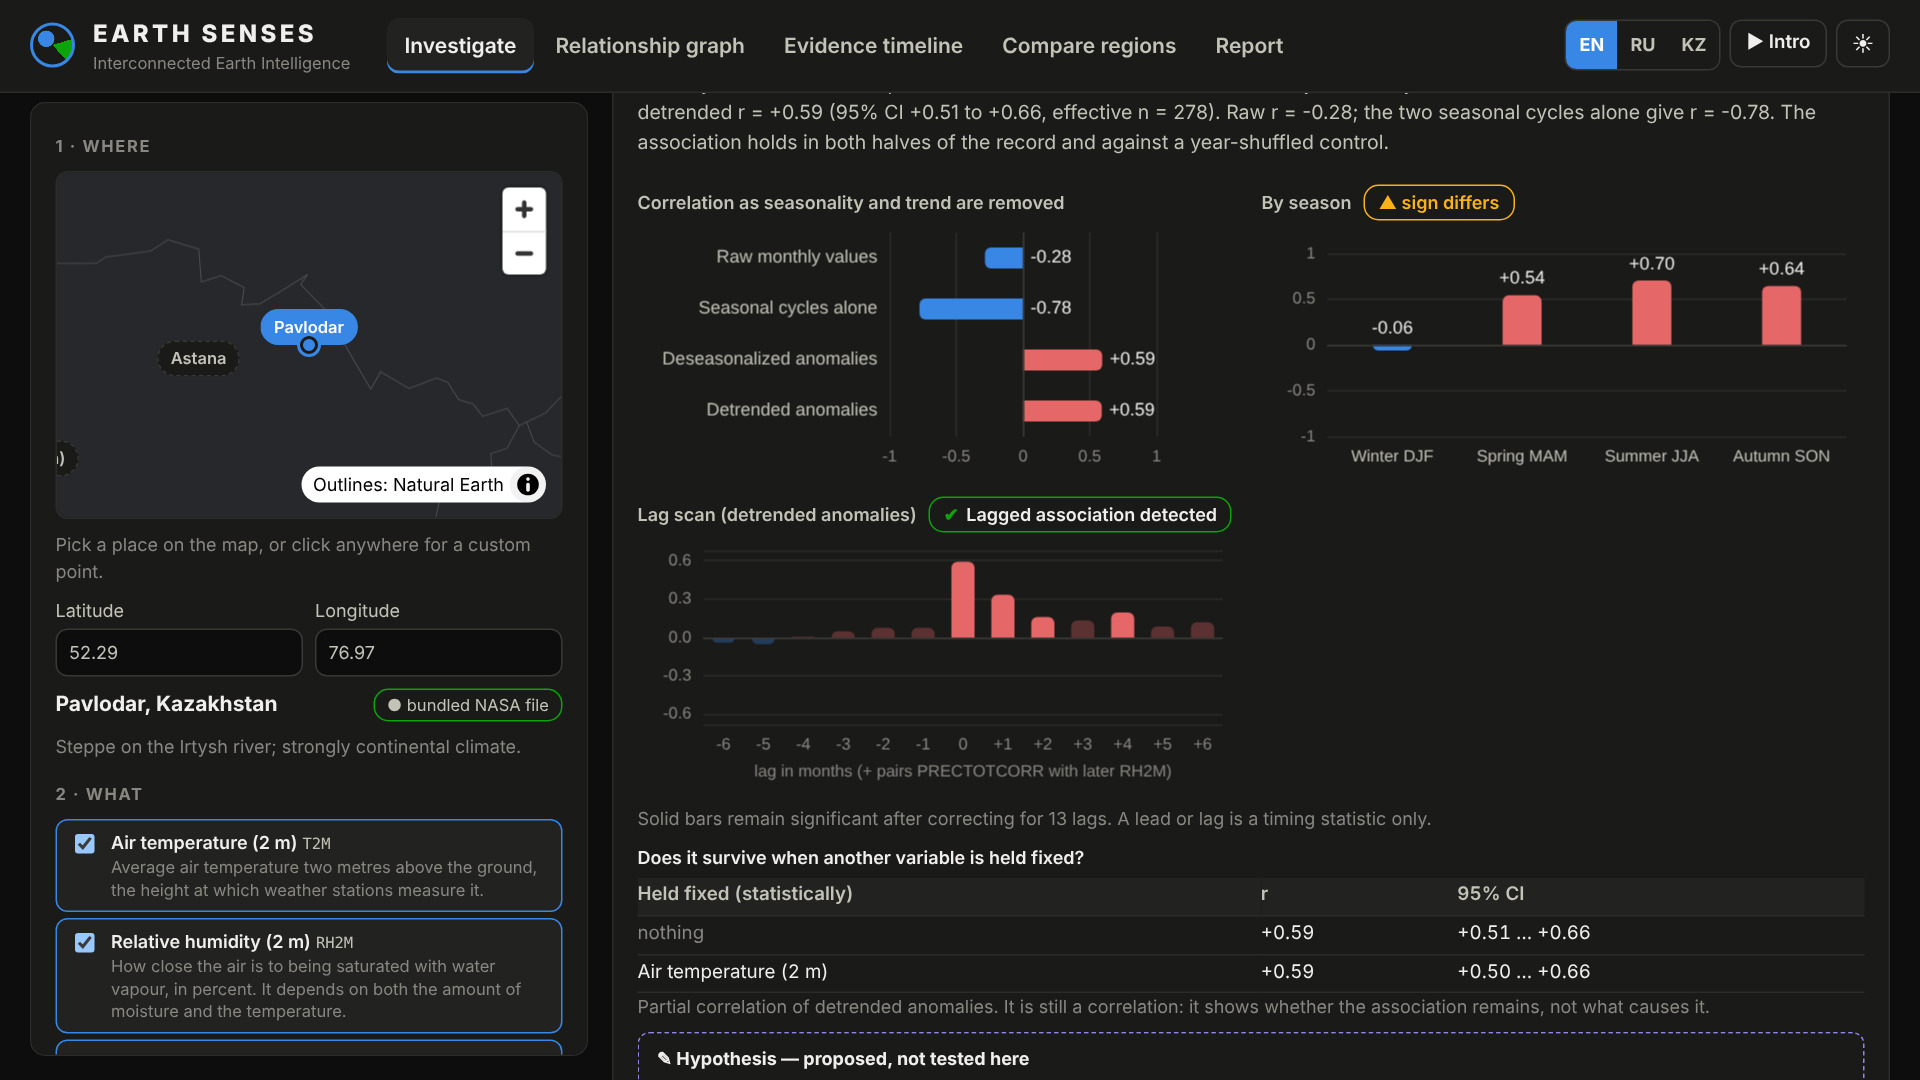 EARTH SENSES
Interconnected Earth Intelligence
Investigate
Relationship graph
Evidence timeline
Compare regions
Report
EN
RU
KZ
▶ Intro
1 · WHERE
Pavlodar
Astana
+
−
Outlines: Natural Earth
Pick a place on the map, or click anywhere for a custom
point.
Latitude
Longitude
52.29
76.97
Pavlodar, Kazakhstan
bundled NASA file
Steppe on the Irtysh river; strongly continental climate.
2 · WHAT
Air temperature (2 m) T2M
Average air temperature two metres above the ground,
the height at which weather stations measure it.
Relative humidity (2 m) RH2M
How close the air is to being saturated with water
vapour, in percent. It depends on both the amount of
moisture and the temperature.
detrended r = +0.59 (95% CI +0.51 to +0.66, effective n = 278). Raw r = -0.28; the two seasonal cycles alone give r = -0.78. The
association holds in both halves of the record and against a year-shuffled control.
Correlation as seasonality and trend are removed
Raw monthly values
-0.28
Seasonal cycles alone
-0.78
Deseasonalized anomalies
+0.59
Detrended anomalies
+0.59
-1 -0.5 0 0.5 1
By season
▲ sign differs
1
0.5
0
-0.5
-1
-0.06
+0.54
+0.70
+0.64
Winter DJF
Spring MAM
Summer JJA
Autumn SON
Lag scan (detrended anomalies)
✔ Lagged association detected
0.6
0.3
0.0
-0.3
-0.6
-6 -5 -4 -3 -2 -1 0 +1 +2 +3 +4 +5 +6
lag in months (+ pairs PRECTOTCORR with later RH2M)
Solid bars remain significant after correcting for 13 lags. A lead or lag is a timing statistic only.
Does it survive when another variable is held fixed?
Held fixed (statistically) r 95% CI
nothing +0.59 +0.51 ... +0.66
Air temperature (2 m) +0.59 +0.50 ... +0.66
Partial correlation of detrended anomalies. It is still a correlation: it shows whether the association remains, not what causes it.
✎ Hypothesis — proposed, not tested here